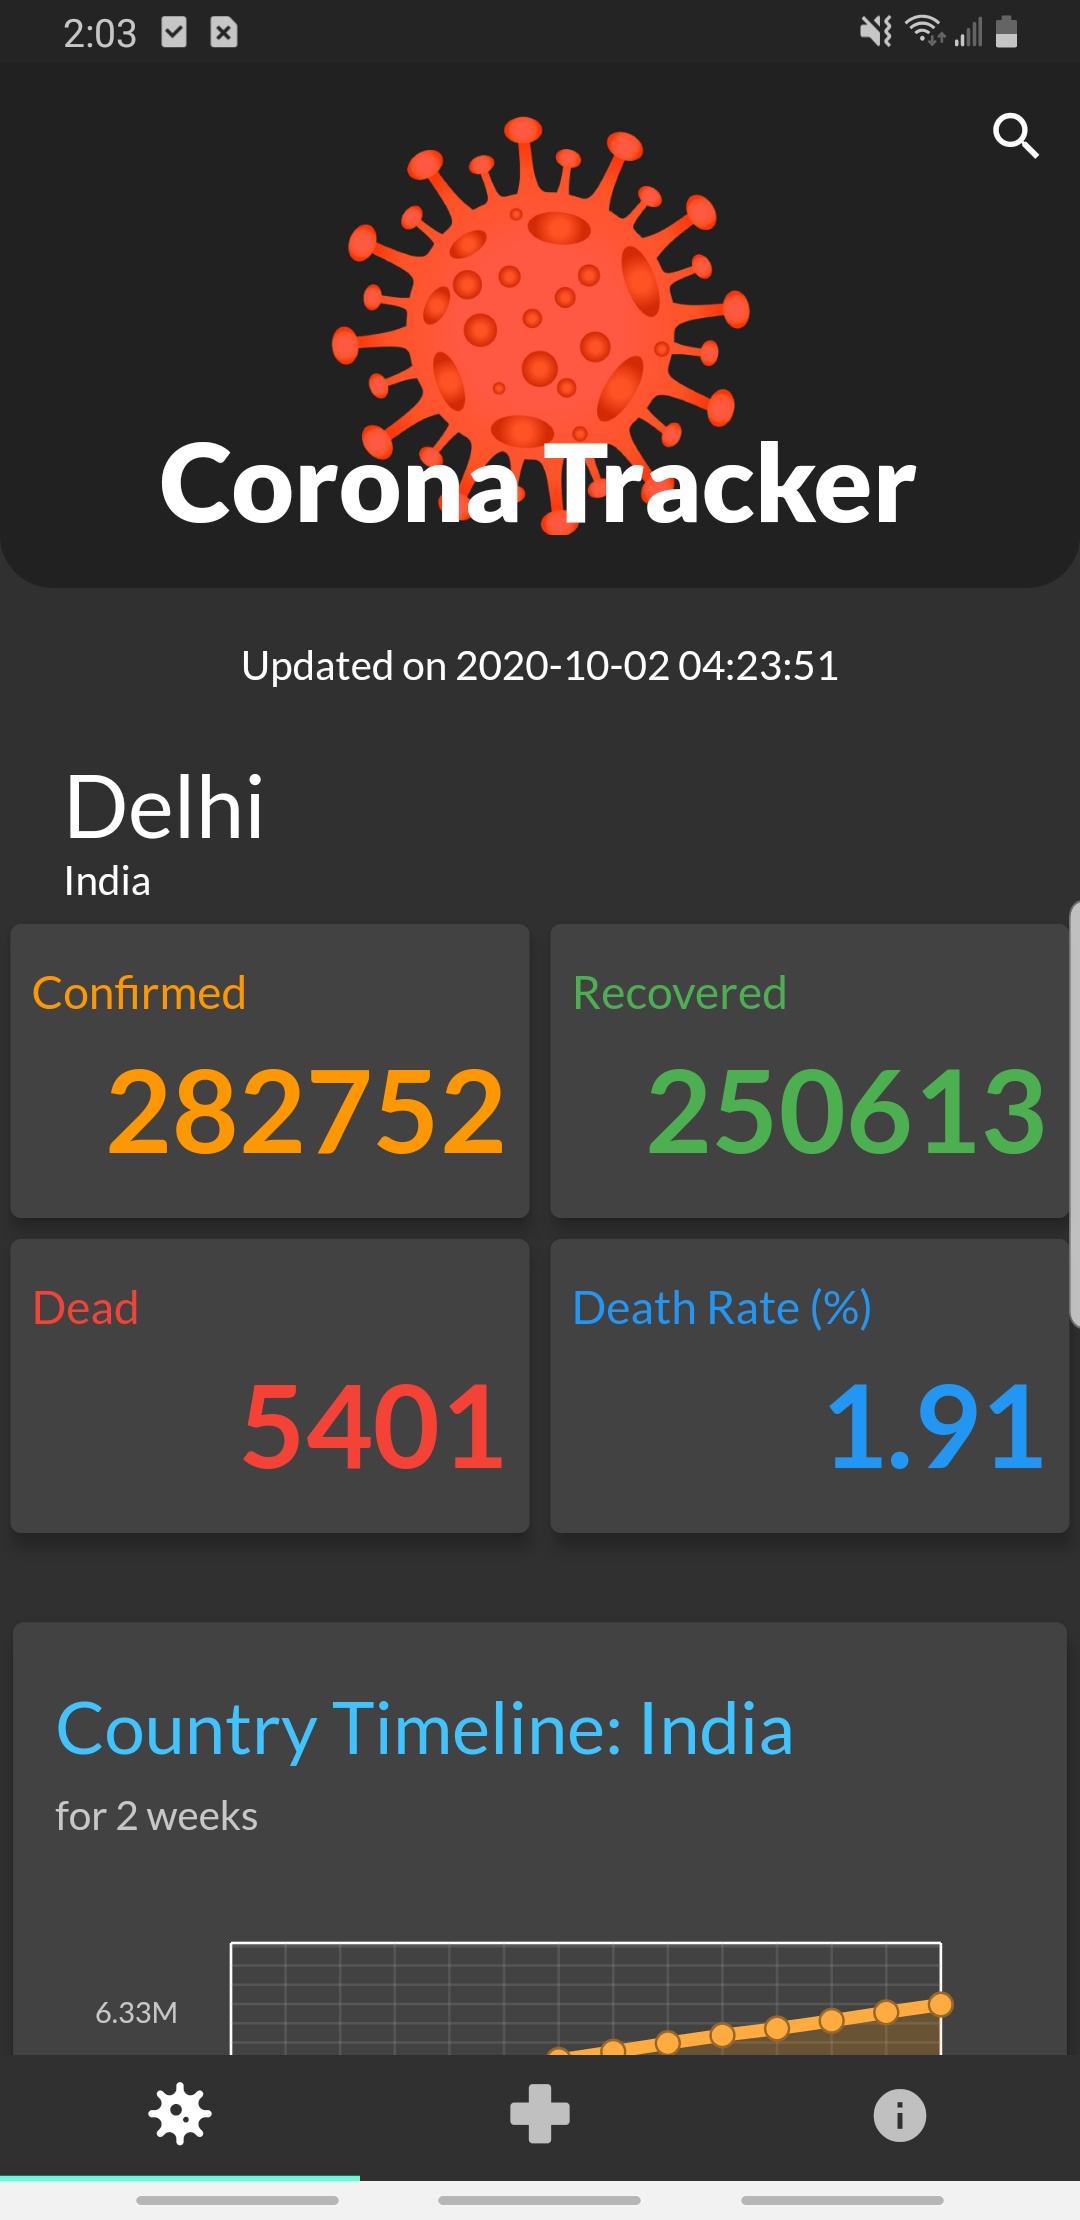 2:03
Corona Tracker
Updated on 2020-10-02 04:23:51
Delhi
India
Confirmed
282752
Recovered
250613
Dead
5401
Death Rate (%)
1.91
Country Timeline: India
for 2 weeks
6.33M